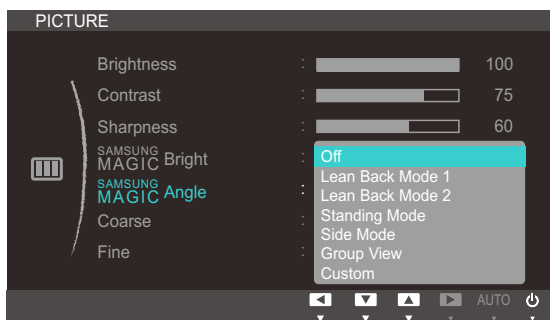 PICTURE
Brightness : 100
Contrast : 75
Sharpness : 60
SAMSUNG MAGIC Bright :
SAMSUNG MAGIC Angle :
Coarse :
Fine :
Off
Lean Back Mode 1
Lean Back Mode 2
Standing Mode
Side Mode
Group View
Custom
AUTO